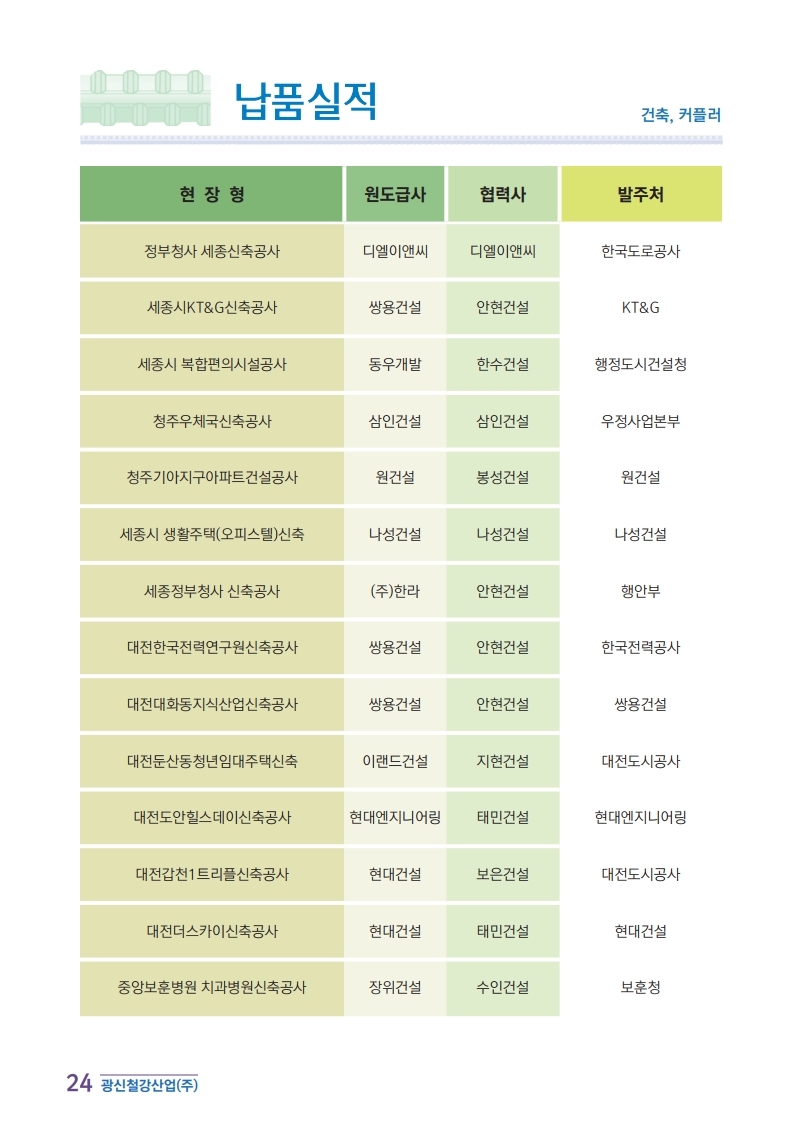 납품실적
건축, 커플러
현 장 형 원도급사 협력사 발주처
정부청사 세종신축공사 디엘이앤씨 디엘이앤씨 한국도로공사
세종시KT&G신축공사 쌍용건설 안현건설 KT&G
세종시 복합편의시설공사 동우개발 한수건설 행정도시건설청
청주우체국신축공사 삼인건설 삼인건설 우정사업본부
청주기아지구아파트건설공사 원건설 봉성건설 원건설
세종시 생활주택(오피스텔)신축 나성건설 나성건설 나성건설
세종정부청사 신축공사 (주)한라 안현건설 행안부
대전한국전력연구원신축공사 쌍용건설 안현건설 한국전력공사
대전대화동지식산업신축공사 쌍용건설 안현건설 쌍용건설
대전둔산동청년임대주택신축 이랜드건설 지현건설 대전도시공사
대전도안힐스데이신축공사 현대엔지니어링 태민건설 현대엔지니어링
대전갑천1트리플신축공사 현대건설 보은건설 대전도시공사
대전더스카이신축공사 현대건설 태민건설 현대건설
중앙보훈병원 치과병원신축공사 장위건설 수인건설 보훈청
24 광신철강산업(주)